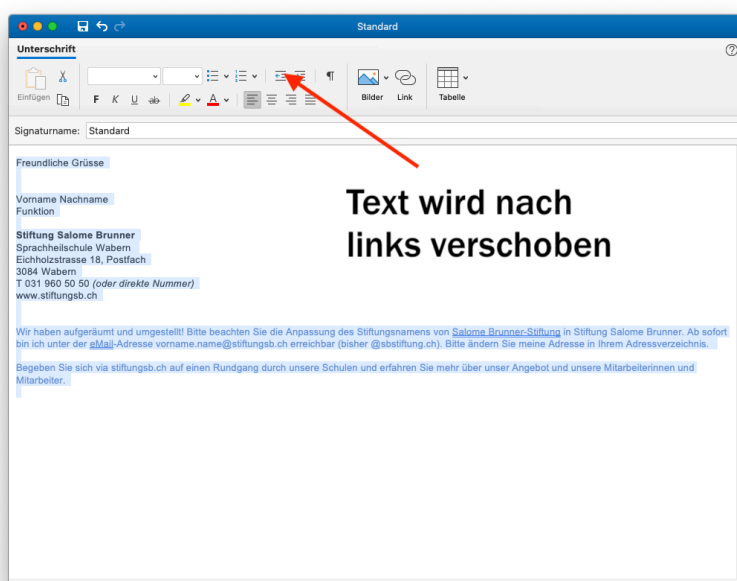 Standard
Unterschrift
Einfügen
F K U ab A
Bilder Link Tabelle
Signaturname: Standard
Freundliche Grüsse
Vorname Nachname
Funktion
Stiftung Salome Brunner
Sprachheilschule Wabern
Eichholzstrasse 18, Postfach
3084 Wabern
T 031 960 50 50 (oder direkte Nummer)
www.stiftungsb.ch
Text wird nach
links verschoben
Wir haben aufgeräumt und umgestellt! Bitte beachten Sie die Anpassung des Stiftungsnamens von Salome Brunner-Stiftung in Stiftung Salome Brunner. Ab sofort
bin ich unter der eMail-Adresse vorname.name@stiftungsb.ch erreichbar (bisher @sbstiftung.ch). Bitte ändern Sie meine Adresse in Ihrem Adressverzeichnis.
Begeben Sie sich via stiftungsb.ch auf einen Rundgang durch unsere Schulen und erfahren Sie mehr über unser Angebot und unsere Mitarbeiterinnen und
Mitarbeiter.